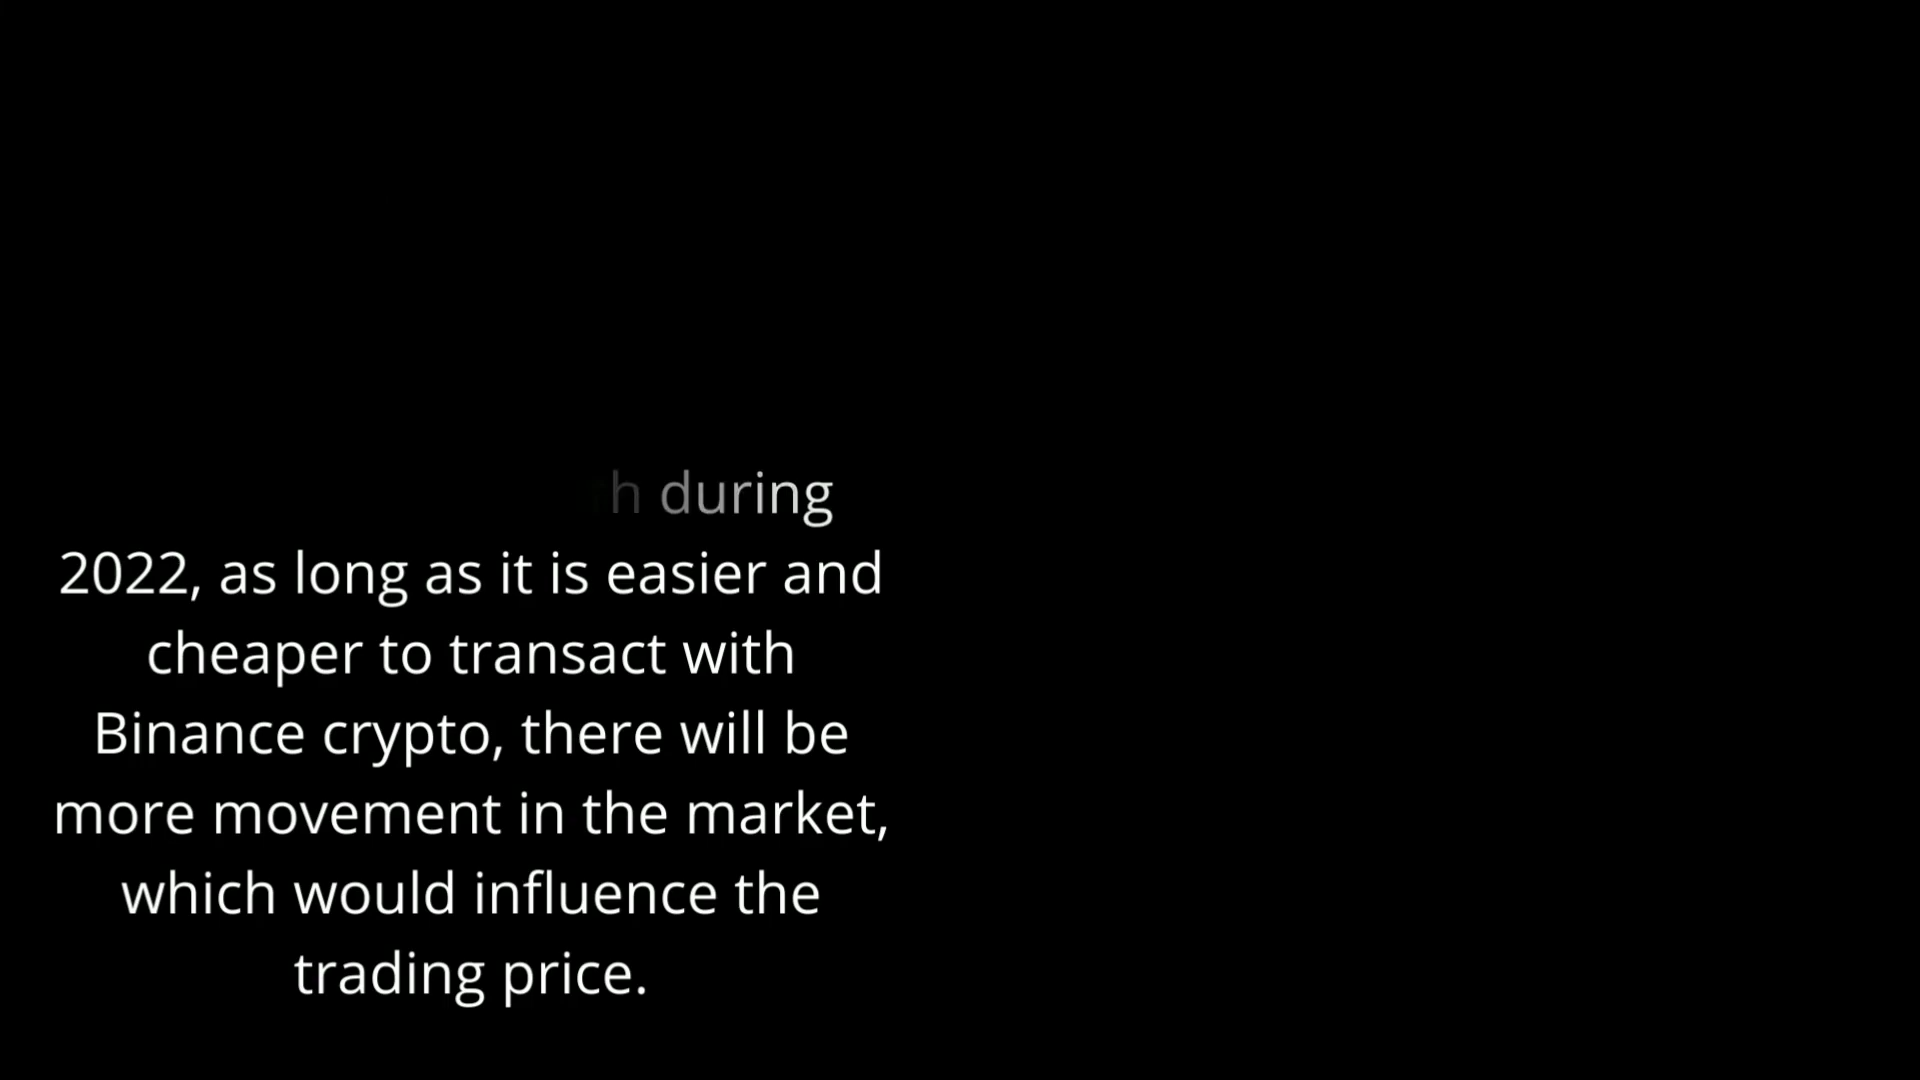 during
2022, as long as it is easier and
cheaper to transact with
Binance crypto, there will be
more movement in the market,
which would influence the
trading price.